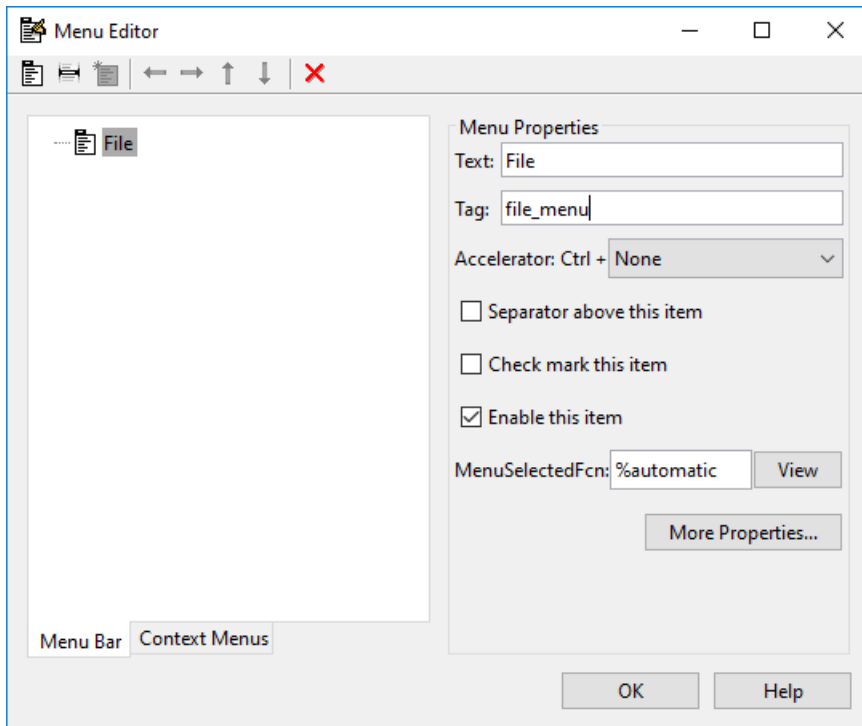 Menu Editor
File
Menu Properties
Text: File
Tag: file_menu
Accelerator: Ctrl + None
Separator above this item
Check mark this item
Enable this item
MenuSelectedFcn: %automatic View
More Properties...
Menu Bar Context Menus
OK Help